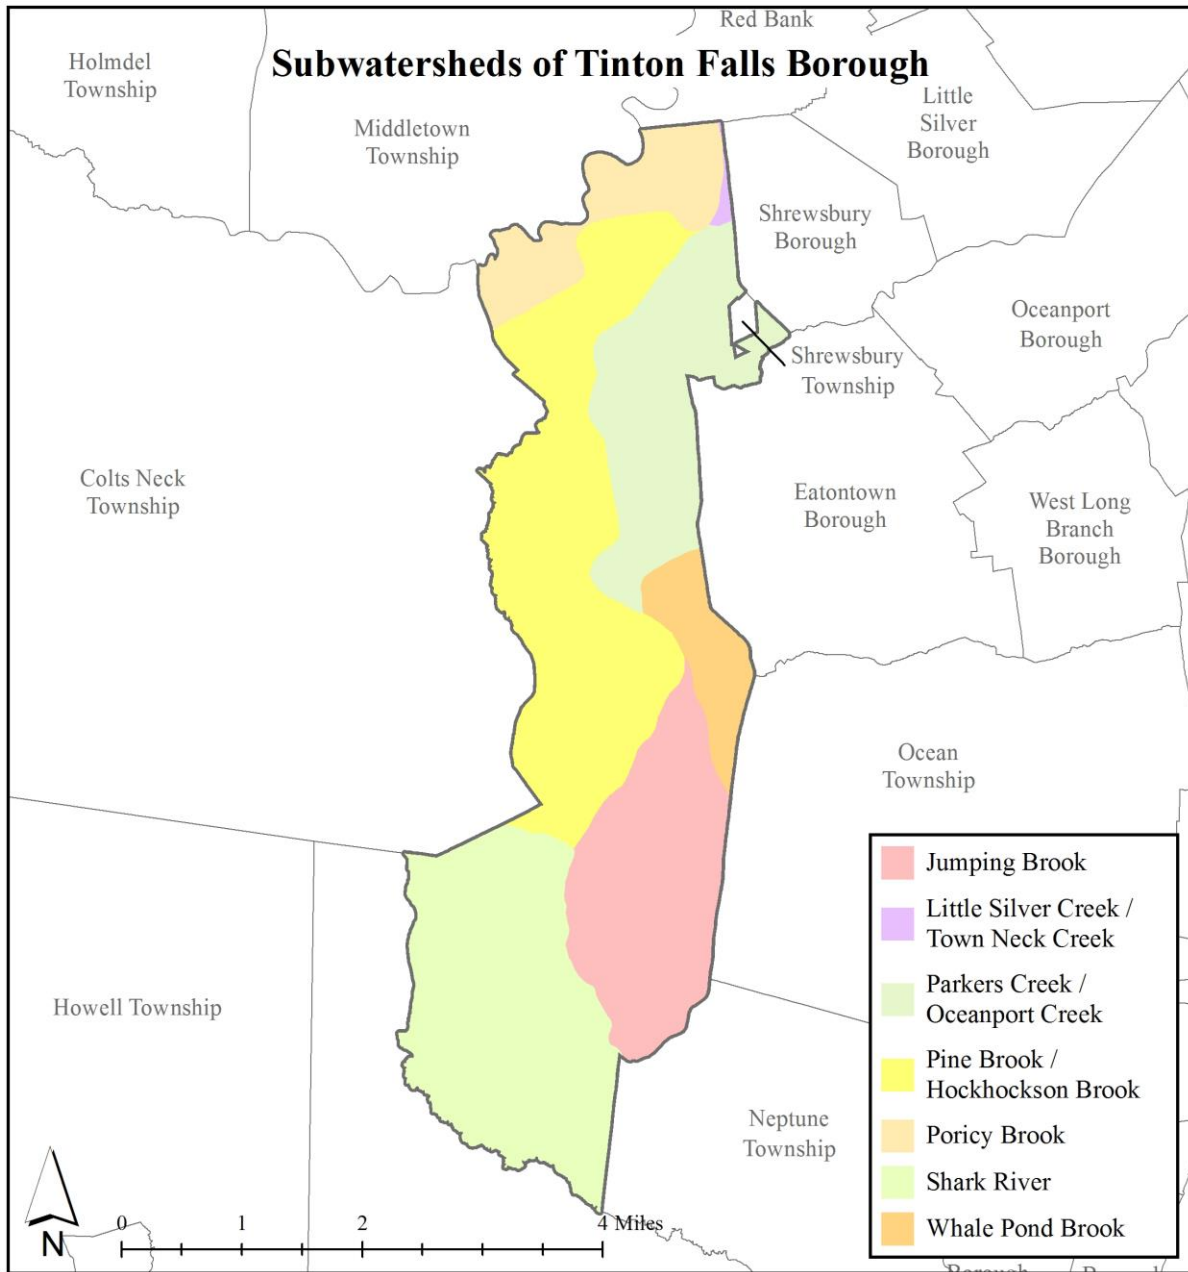 Red Bank
Subwatersheds of Tinton Falls Borough
Holmdel
Township
Middletown
Township
Little
Silver
Borough
Shrewsbury
Borough
Oceanport
Borough
Shrewsbury
Township
Colts Neck
Township
Eatontown
Borough
West Long
Branch
Borough
Ocean
Township
Howell Township
Neptune
Township
Jumping Brook
Little Silver Creek /
Town Neck Creek
Parkers Creek /
Oceanport Creek
Pine Brook /
Hockhockson Brook
Poricy Brook
Shark River
Whale Pond Brook
N
0 1 2 4 Miles
Borough